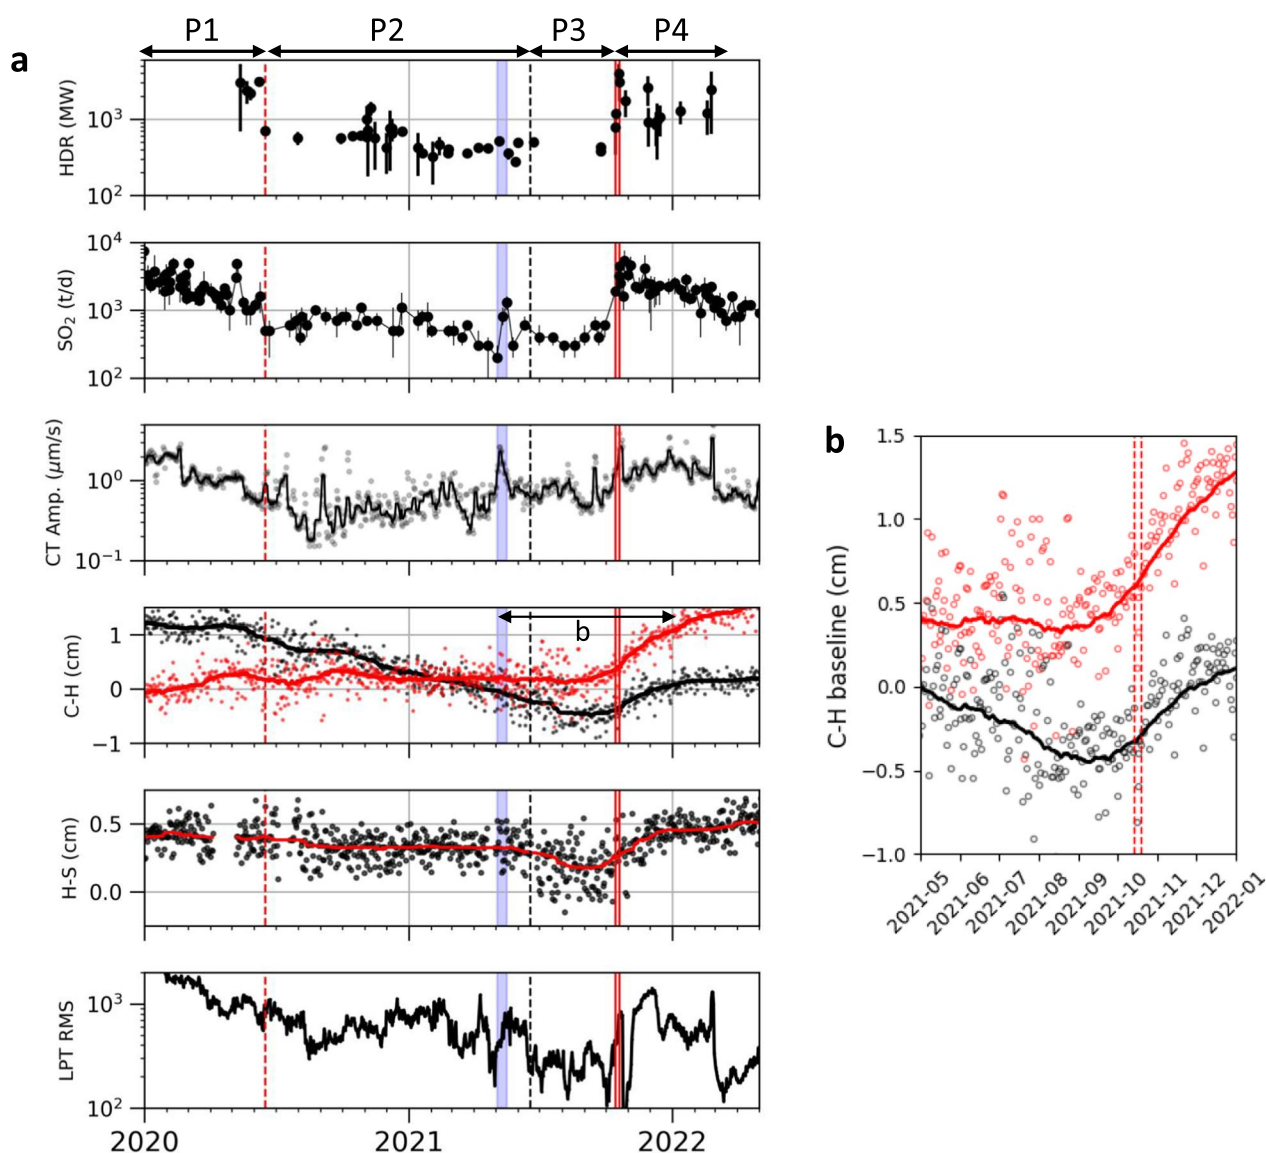 P1 P2 P3 P4
a
HDR (MW)
10³
10²
SO₂ (t/d)
10⁴
10³
10²
CT Amp. (μm/s)
10⁰
10⁻¹
C-H (cm)
1
0
−1
b
H-S (cm)
0.5
0.0
LPT RMS
10³
10²
2020 2021 2022
b
C-H baseline (cm)
1.5
1.0
0.5
0.0
−0.5
−1.0
2021-05 2021-06 2021-07 2021-08 2021-09 2021-10 2021-11 2021-12 2022-01